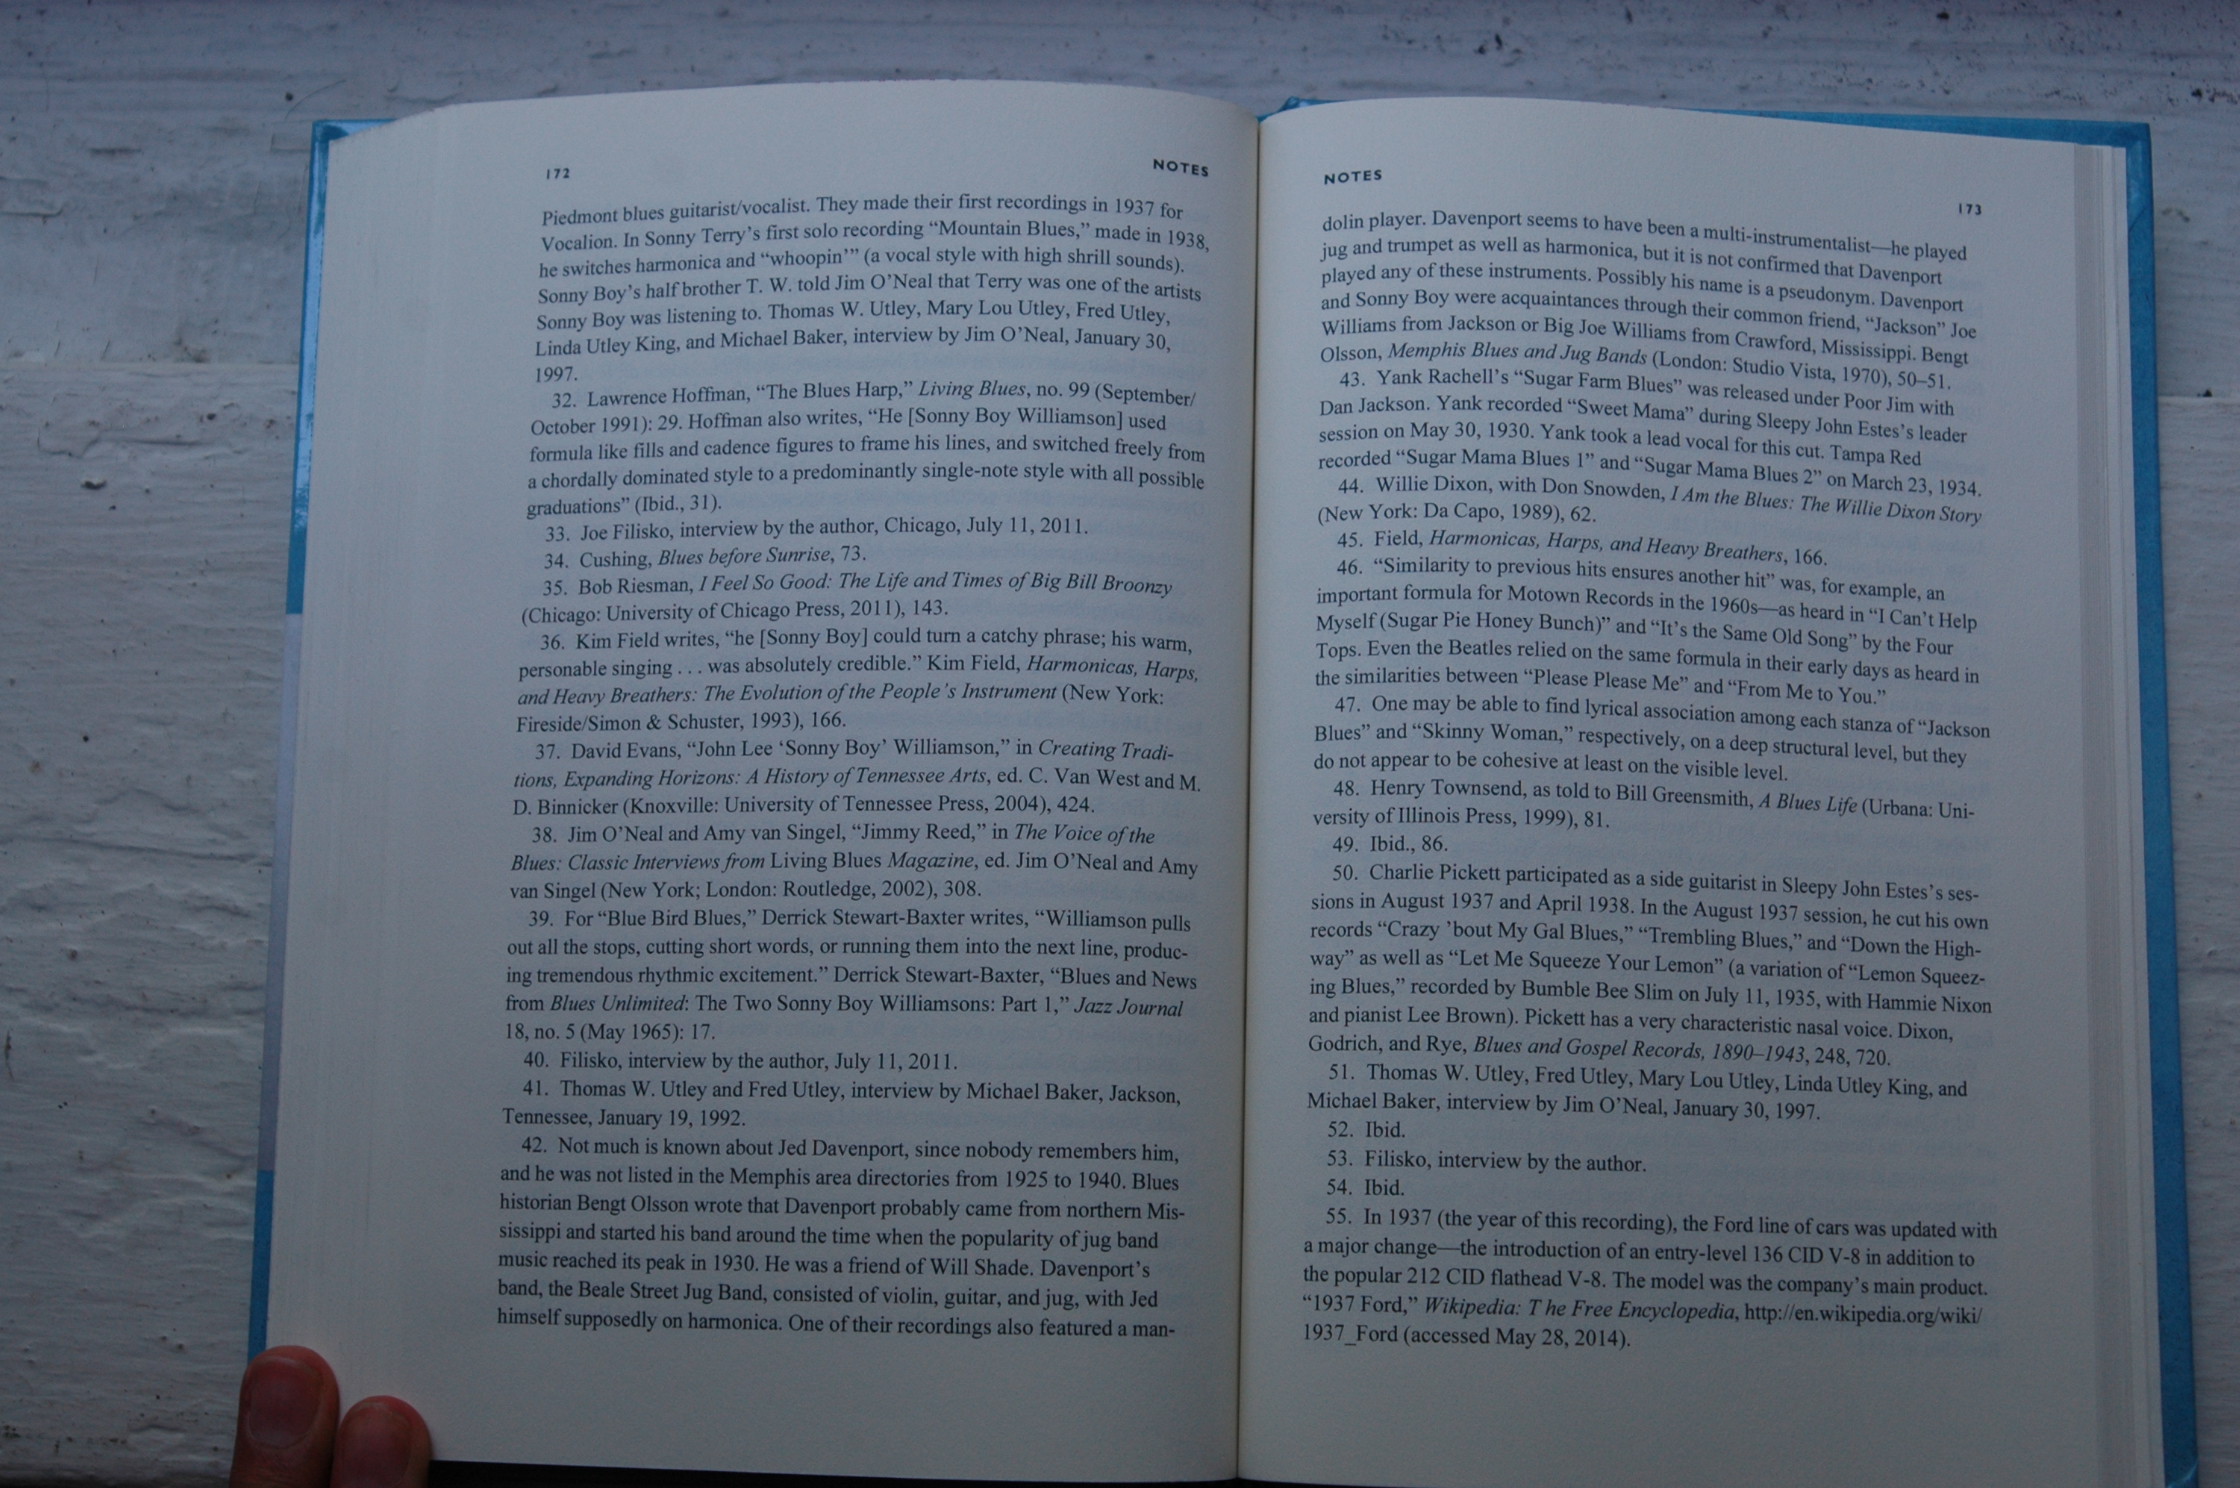 172
NOTES
Piedmont blues guitarist/vocalist. They made their first recordings in 1937 for
Vocalion. In Sonny Terry’s first solo recording “Mountain Blues,” made in 1938,
he switches harmonica and “whoopin’” (a vocal style with high shrill sounds).
Sonny Boy’s half brother T. W. told Jim O’Neal that Terry was one of the artists
Sonny Boy was listening to. Thomas W. Utley, Mary Lou Utley, Fred Utley,
Linda Utley King, and Michael Baker, interview by Jim O’Neal, January 30,
1997.
32. Lawrence Hoffman, “The Blues Harp,” Living Blues, no. 99 (September/
October 1991): 29. Hoffman also writes, “He [Sonny Boy Williamson] used
formula like fills and cadence figures to frame his lines, and switched freely from
a chordally dominated style to a predominantly single-note style with all possible
graduations” (Ibid., 31).
33. Joe Filisko, interview by the author, Chicago, July 11, 2011.
34. Cushing, Blues before Sunrise, 73.
35. Bob Riesman, I Feel So Good: The Life and Times of Big Bill Broonzy
(Chicago: University of Chicago Press, 2011), 143.
36. Kim Field writes, “he [Sonny Boy] could turn a catchy phrase; his warm,
personable singing . . . was absolutely credible.” Kim Field, Harmonicas, Harps,
and Heavy Breathers: The Evolution of the People’s Instrument (New York:
Fireside/Simon & Schuster, 1993), 166.
37. David Evans, “John Lee ‘Sonny Boy’ Williamson,” in Creating Tradi-
tions, Expanding Horizons: A History of Tennessee Arts, ed. C. Van West and M.
D. Binnicker (Knoxville: University of Tennessee Press, 2004), 424.
38. Jim O’Neal and Amy van Singel, “Jimmy Reed,” in The Voice of the
Blues: Classic Interviews from Living Blues Magazine, ed. Jim O’Neal and Amy
van Singel (New York; London: Routledge, 2002), 308.
39. For “Blue Bird Blues,” Derrick Stewart-Baxter writes, “Williamson pulls
out all the stops, cutting short words, or running them into the next line, produc-
ing tremendous rhythmic excitement.” Derrick Stewart-Baxter, “Blues and News
from Blues Unlimited: The Two Sonny Boy Williamsons: Part 1,” Jazz Journal
18, no. 5 (May 1965): 17.
40. Filisko, interview by the author, July 11, 2011.
41. Thomas W. Utley and Fred Utley, interview by Michael Baker, Jackson,
Tennessee, January 19, 1992.
42. Not much is known about Jed Davenport, since nobody remembers him,
and he was not listed in the Memphis area directories from 1925 to 1940. Blues
historian Bengt Olsson wrote that Davenport probably came from northern Mis-
sissippi and started his band around the time when the popularity of jug band
music reached its peak in 1930. He was a friend of Will Shade. Davenport’s
band, the Beale Street Jug Band, consisted of violin, guitar, and jug, with Jed
himself supposedly on harmonica. One of their recordings also featured a man-
NOTES
173
dolin player. Davenport seems to have been a multi-instrumentalist—he played
jug and trumpet as well as harmonica, but it is not confirmed that Davenport
played any of these instruments. Possibly his name is a pseudonym. Davenport
and Sonny Boy were acquaintances through their common friend, “Jackson” Joe
Williams from Jackson or Big Joe Williams from Crawford, Mississippi. Bengt
Olsson, Memphis Blues and Jug Bands (London: Studio Vista, 1970), 50–51.
43. Yank Rachell’s “Sugar Farm Blues” was released under Poor Jim with
Dan Jackson. Yank recorded “Sweet Mama” during Sleepy John Estes’s leader
session on May 30, 1930. Yank took a lead vocal for this cut. Tampa Red
recorded “Sugar Mama Blues 1” and “Sugar Mama Blues 2” on March 23, 1934.
44. Willie Dixon, with Don Snowden, I Am the Blues: The Willie Dixon Story
(New York: Da Capo, 1989), 62.
45. Field, Harmonicas, Harps, and Heavy Breathers, 166.
46. “Similarity to previous hits ensures another hit” was, for example, an
important formula for Motown Records in the 1960s—as heard in “I Can’t Help
Myself (Sugar Pie Honey Bunch)” and “It’s the Same Old Song” by the Four
Tops. Even the Beatles relied on the same formula in their early days as heard in
the similarities between “Please Please Me” and “From Me to You.”
47. One may be able to find lyrical association among each stanza of “Jackson
Blues” and “Skinny Woman,” respectively, on a deep structural level, but they
do not appear to be cohesive at least on the visible level.
48. Henry Townsend, as told to Bill Greensmith, A Blues Life (Urbana: Uni-
versity of Illinois Press, 1999), 81.
49. Ibid., 86.
50. Charlie Pickett participated as a side guitarist in Sleepy John Estes’s ses-
sions in August 1937 and April 1938. In the August 1937 session, he cut his own
records “Crazy ’bout My Gal Blues,” “Trembling Blues,” and “Down the High-
way” as well as “Let Me Squeeze Your Lemon” (a variation of “Lemon Squeez-
ing Blues,” recorded by Bumble Bee Slim on July 11, 1935, with Hammie Nixon
and pianist Lee Brown). Pickett has a very characteristic nasal voice. Dixon,
Godrich, and Rye, Blues and Gospel Records, 1890–1943, 248, 720.
51. Thomas W. Utley, Fred Utley, Mary Lou Utley, Linda Utley King, and
Michael Baker, interview by Jim O’Neal, January 30, 1997.
52. Ibid.
53. Filisko, interview by the author.
54. Ibid.
55. In 1937 (the year of this recording), the Ford line of cars was updated with
a major change—the introduction of an entry-level 136 CID V-8 in addition to
the popular 212 CID flathead V-8. The model was the company’s main product.
“1937 Ford,” Wikipedia: T he Free Encyclopedia, http://en.wikipedia.org/wiki/
1937_Ford (accessed May 28, 2014).